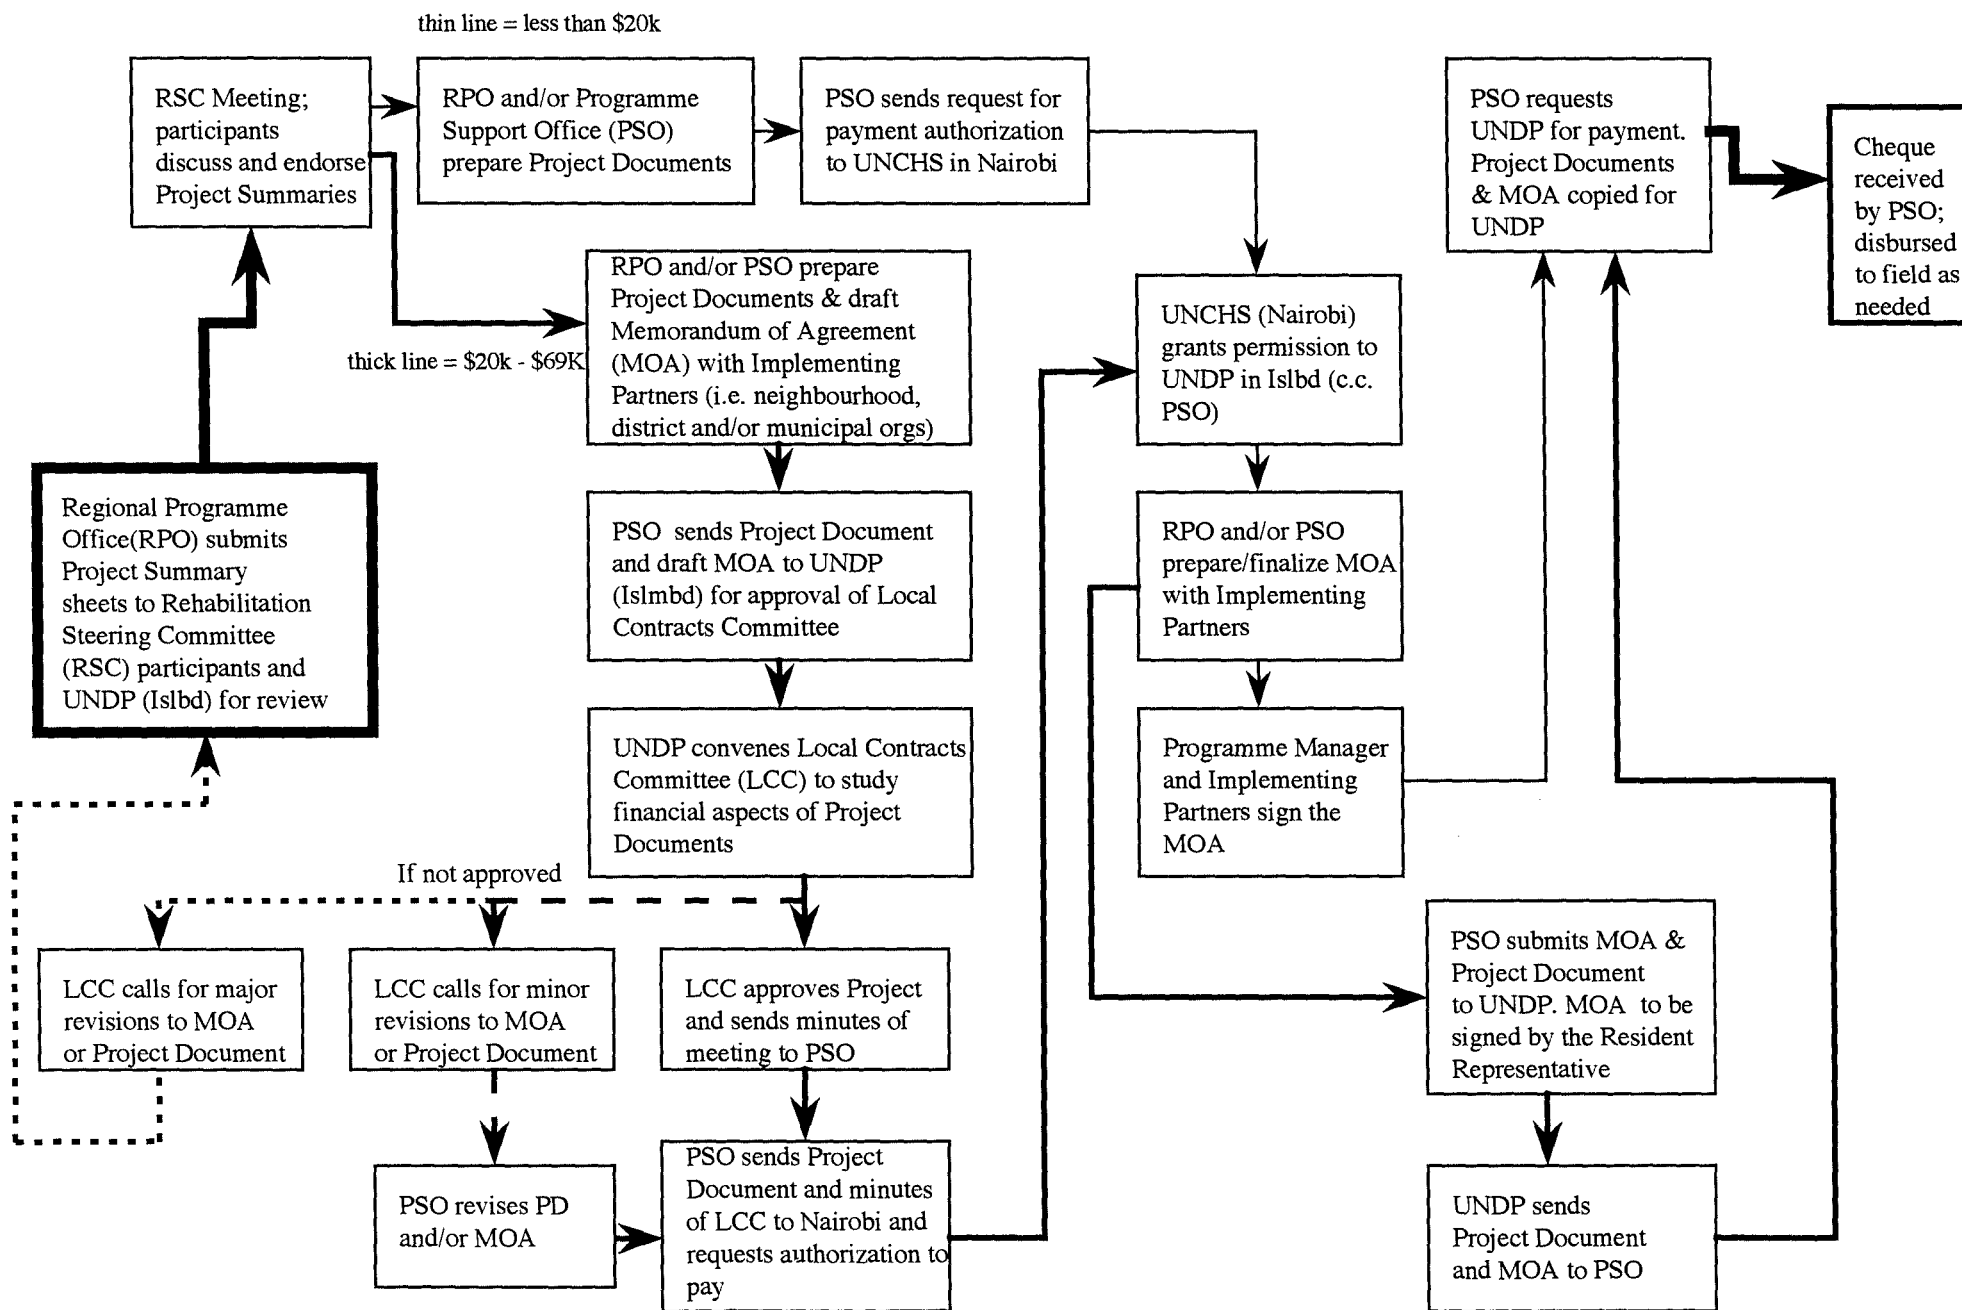 thin line = less than $20k
RSC Meeting;
participants
discuss and endorse
Project Summaries
RPO and/or Programme
Support Office (PSO)
prepare Project Documents
PSO sends request for
payment authorization
to UNCHS in Nairobi
PSO requests
UNDP for payment.
Project Documents
& MOA copied for
UNDP
Cheque
received
by PSO;
disbursed
to field as
needed
thick line = $20k - $69K
RPO and/or PSO prepare
Project Documents & draft
Memorandum of Agreement
(MOA) with Implementing
Partners (i.e. neighbourhood,
district and/or municipal orgs)
UNCHS (Nairobi)
grants permission to
UNDP in Islbd (c.c.
PSO)
Regional Programme
Office(RPO) submits
Project Summary
sheets to Rehabilitation
Steering Committee
(RSC) participants and
UNDP (Islbd) for review
PSO sends Project Document
and draft MOA to UNDP
(Islmbd) for approval of Local
Contracts Committee
RPO and/or PSO
prepare/finalize MOA
with Implementing
Partners
UNDP convenes Local Contracts
Committee (LCC) to study
financial aspects of Project
Documents
Programme Manager
and Implementing
Partners sign the
MOA
If not approved
LCC calls for major
revisions to MOA
or Project Document
LCC calls for minor
revisions to MOA
or Project Document
LCC approves Project
and sends minutes of
meeting to PSO
PSO submits MOA &
Project Document
to UNDP. MOA to be
signed by the Resident
Representative
PSO revises PD
and/or MOA
PSO sends Project
Document and minutes
of LCC to Nairobi and
requests authorization to
pay
UNDP sends
Project Document
and MOA to PSO